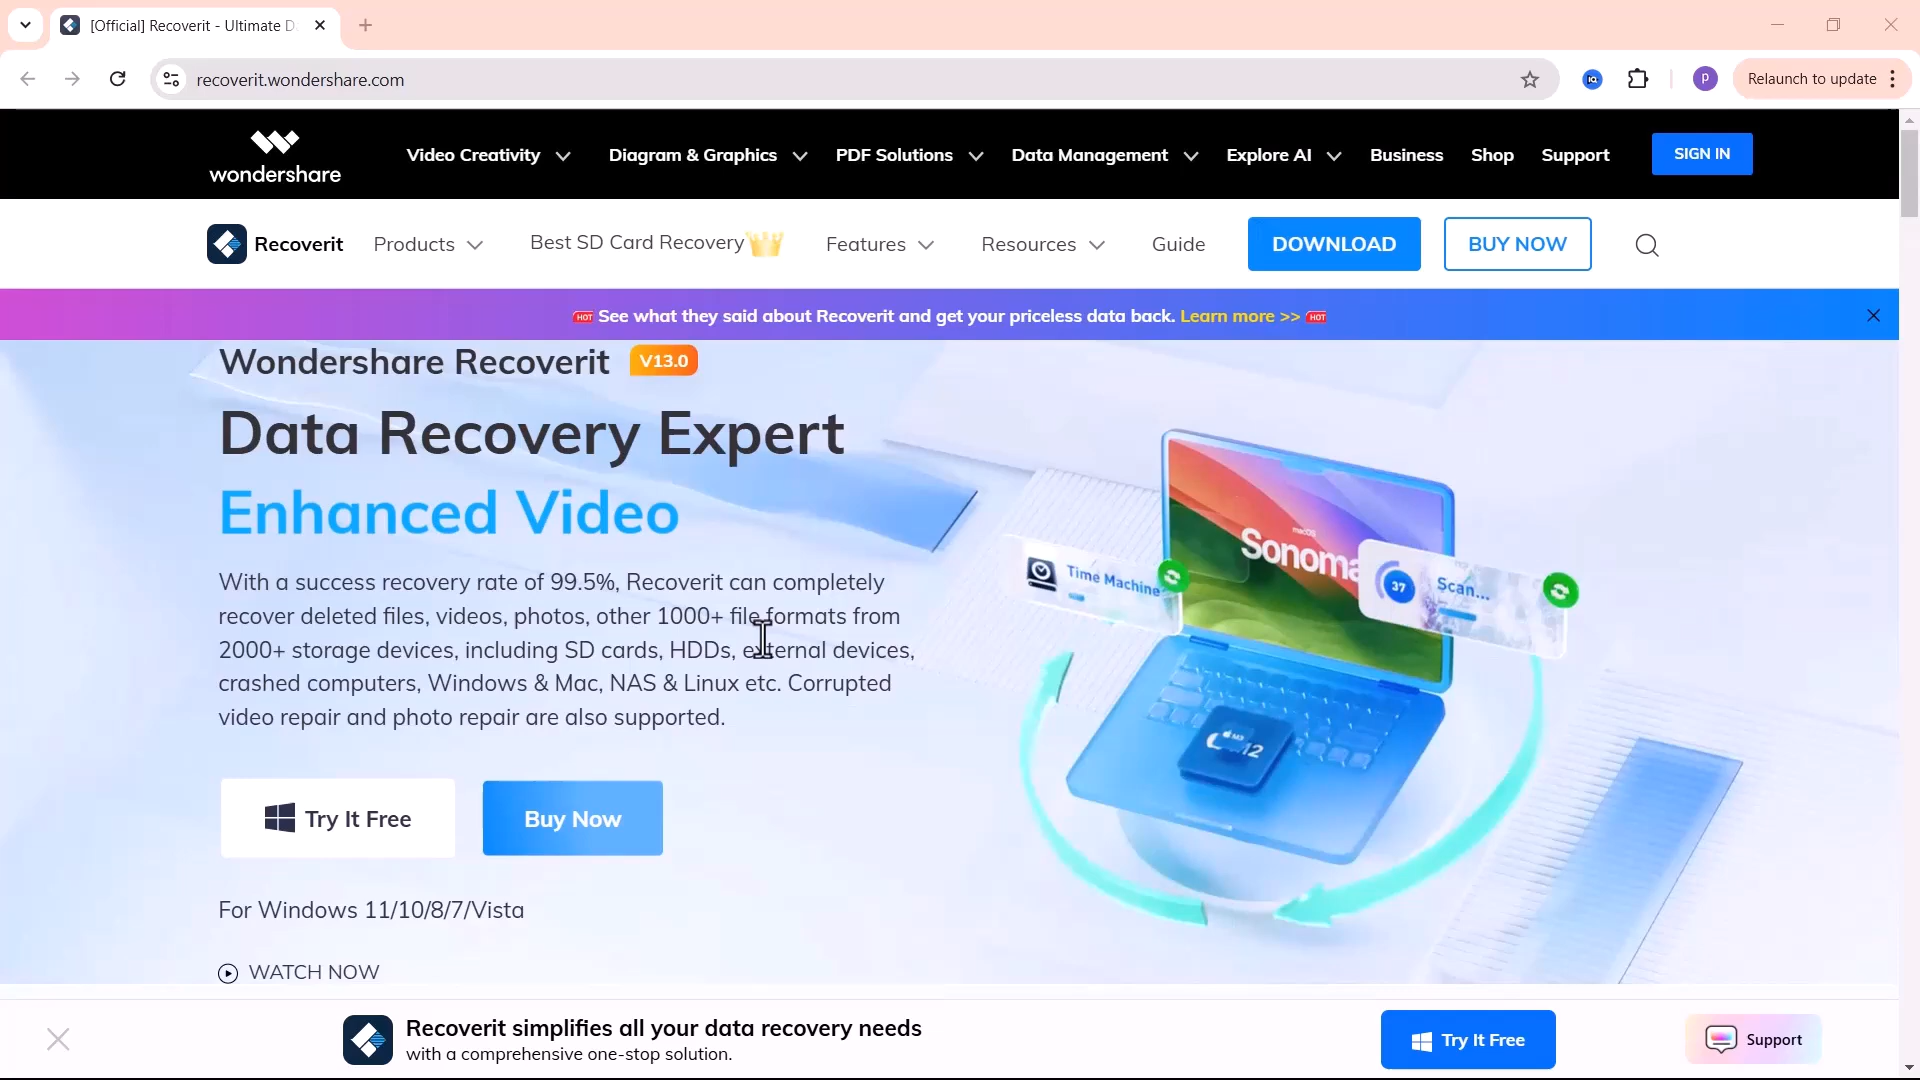 [Official] Recoverit - Ultimate D
recoverit.wondershare.com
P
Relaunch to update
wondershare
Video Creativity
Diagram & Graphics
PDF Solutions
Data Management
Explore AI
Business
Shop
Support
SIGN IN
Recoverit
Products
Best SD Card Recovery
Features
Resources
Guide
DOWNLOAD
BUY NOW
HOT See what they said about Recoverit and get your priceless data back. Learn more >> HOT
Wondershare Recoverit V13.0
Data Recovery Expert
Enhanced Video
With a success recovery rate of 99.5%, Recoverit can completely
recover deleted files, videos, photos, other 1000+ file formats from
2000+ storage devices, including SD cards, HDDs, external devices,
crashed computers, Windows & Mac, NAS & Linux etc. Corrupted
video repair and photo repair are also supported.
Try It Free
Buy Now
For Windows 11/10/8/7/Vista
WATCH NOW
macOS
Sonoma
Time Machine
37
Scan...
Recoverit simplifies all your data recovery needs
with a comprehensive one-stop solution.
Try It Free
Support